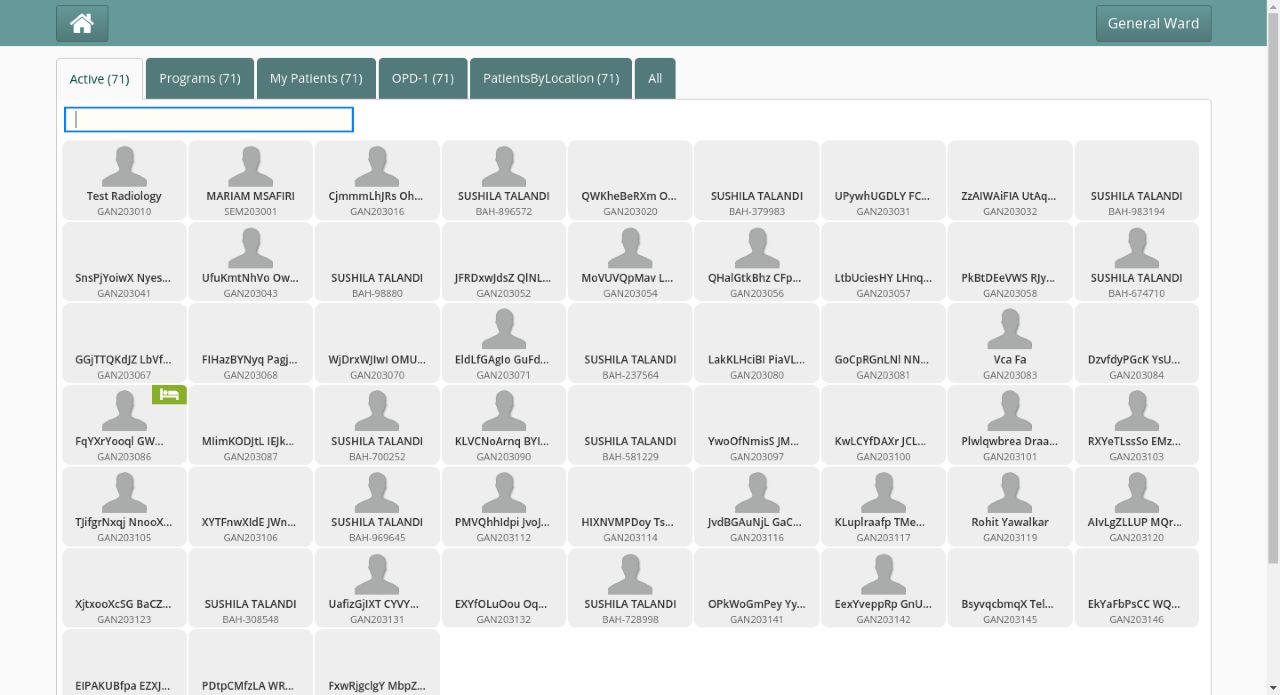 General Ward
Active (71)
Programs (71)
My Patients (71)
OPD-1 (71)
PatientsByLocation (71)
All
Test Radiology
GAN203010
MARIAM MSAFIRI
SEM203001
CjmmmLhJRs Oh...
GAN203016
SUSHILA TALANDI
BAH-896572
QWKheBeRXm O...
GAN203020
SUSHILA TALANDI
BAH-379983
UPywhUGDLY FC...
GAN203031
ZzAIWAiFIA UtAq...
GAN203032
SUSHILA TALANDI
BAH-983194
SnsPjYoiwX Nyes...
GAN203041
UfuKmtNhVo Ow...
GAN203043
SUSHILA TALANDI
BAH-98880
JFRDxwJdsZ QlNL...
GAN203052
MoVUVQpMav L...
GAN203054
QHalGtkBhz CFp...
GAN203056
LtbUciesHY LHnq...
GAN203057
PkBtDEeVWS RJy...
GAN203058
SUSHILA TALANDI
BAH-674710
GGjTTQKdJZ LbVf...
GAN203067
FIHazBYNyq Pagj...
GAN203068
WjDrxWJIwI OMU...
GAN203070
EldLfGAgIo GuFd...
GAN203071
SUSHILA TALANDI
BAH-237564
LakKLHciBI PiaVL...
GAN203080
GoCpRGnLNl NN...
GAN203081
Vca Fa
GAN203083
DzvfdyPGcK YsU...
GAN203084
FqYXrYooql GW...
GAN203086
MIimKODJtL IEJk...
GAN203087
SUSHILA TALANDI
BAH-700252
KLVCNoArnq BYI...
GAN203090
SUSHILA TALANDI
BAH-581229
YwoOfNmisS JM...
GAN203097
KwLCYfDAXr JCL...
GAN203100
Plwlqwbrea Draa...
GAN203101
RXYeTLssSo EMz...
GAN203103
TJifgrNxqj NnooX...
GAN203105
XYTFnwXIdE JWn...
GAN203106
SUSHILA TALANDI
BAH-969645
PMVQhhIdpi JvoJ...
GAN203112
HIXNVMPDoy Ts...
GAN203114
JvdBGAuNjL GaC...
GAN203116
KLuplraafp TMe...
GAN203117
Rohit Yawalkar
GAN203119
AIvLgZLLUP MQr...
GAN203120
XjtxooXcSG BaCZ...
GAN203123
SUSHILA TALANDI
BAH-308548
UafizGjIXT CYVY...
GAN203131
EXYfOLuOou Oq...
GAN203132
SUSHILA TALANDI
BAH-728998
OPkWoGmPey Yy...
GAN203141
EexYveppRp GnU...
GAN203142
BsyvqcbmqX Tel...
GAN203145
EkYaFbPsCC WQ...
GAN203146
EIPAKUBfpa EZXJ...
PDtpCMfzLA WR...
FxwRjgclgY MbpZ...